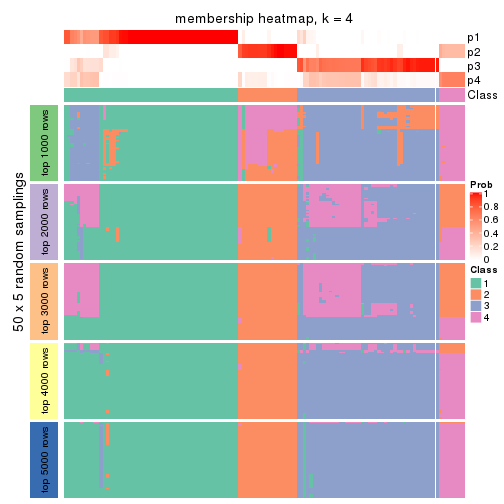 membership heatmap, k = 4
p1
p2
p3
p4
Class
50 x 5 random samplings
top 1000 rows
top 2000 rows
top 3000 rows
top 4000 rows
top 5000 rows
Prob
1
0.8
0.6
0.4
0.2
0
Class
1
2
3
4